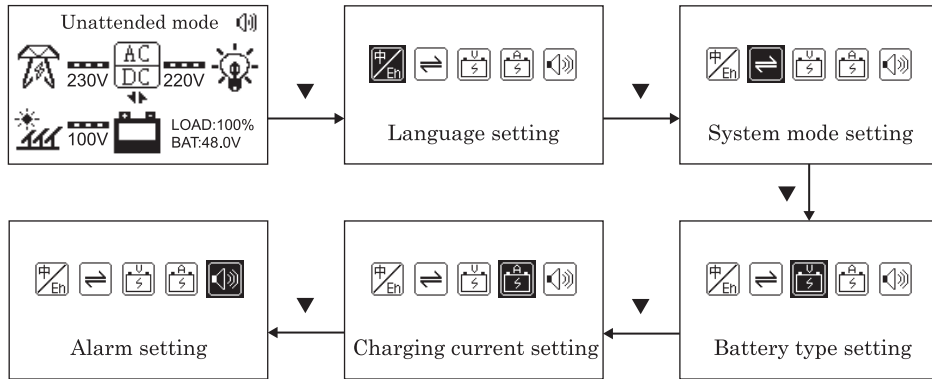 Unattended mode
AC
DC
230V
220V
100V
LOAD:100%
BAT:48.0V
中/En
V
A
Language setting
中/En
V
A
System mode setting
中/En
V
A
Alarm setting
中/En
V
A
Charging current setting
中/En
V
A
Battery type setting